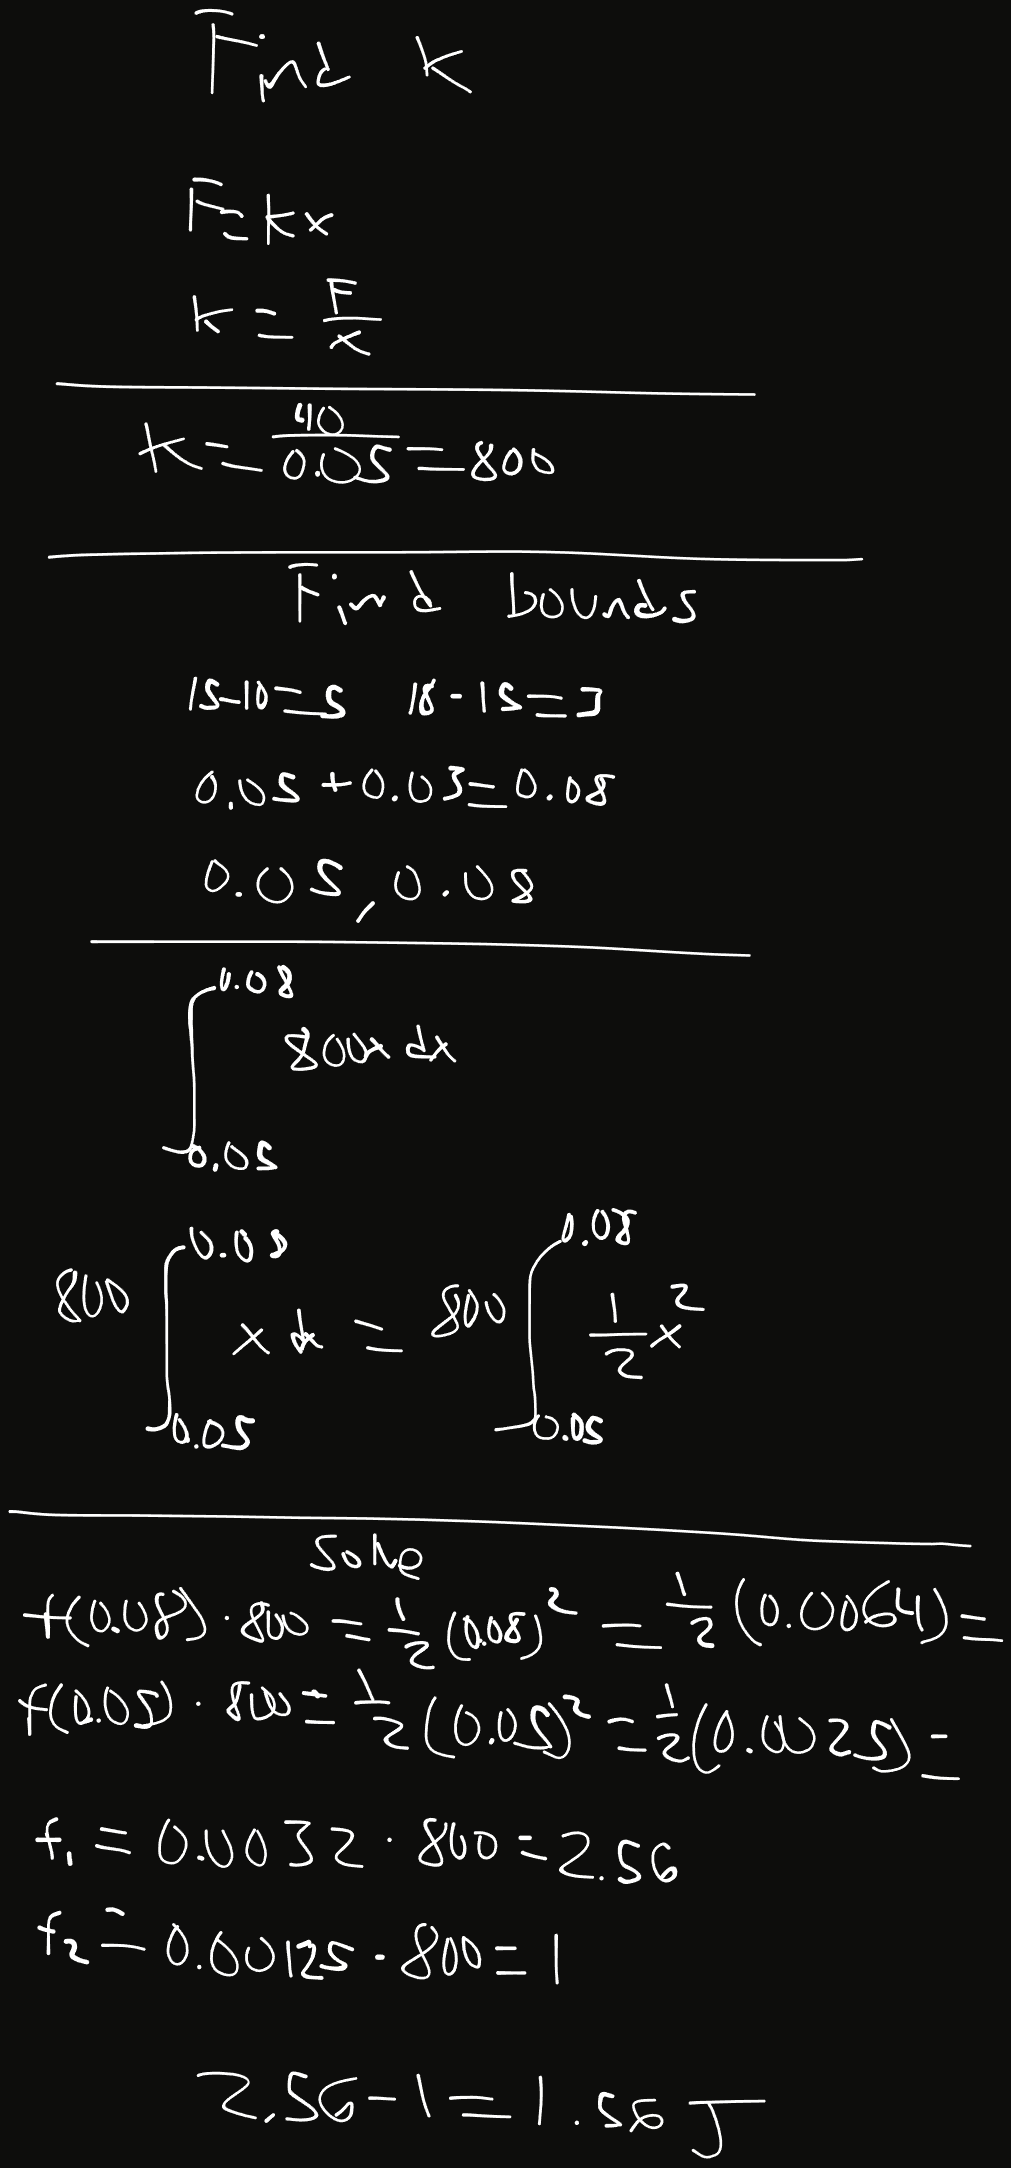 Find k
F=kx
k = F/x
k = 40/0.05 = 800
Find bounds
15-10=5 18-15=3
0.05+0.03=0.08
0.05, 0.08
∫_{0.05}^{0.08} 800x dx
800 ∫_{0.05}^{0.08} x dx = 800 ∫_{0.05}^{0.08} 1/2 x^2
Solve
f(0.08)·800 = 1/2 (0.08)^2 = 1/2 (0.0064) =
f(0.05)·800 = 1/2 (0.05)^2 = 1/2 (0.0025) =
f₁ = 0.0032·800 = 2.56
f₂ = 0.00125·800 = 1
2.56-1=1.56 J